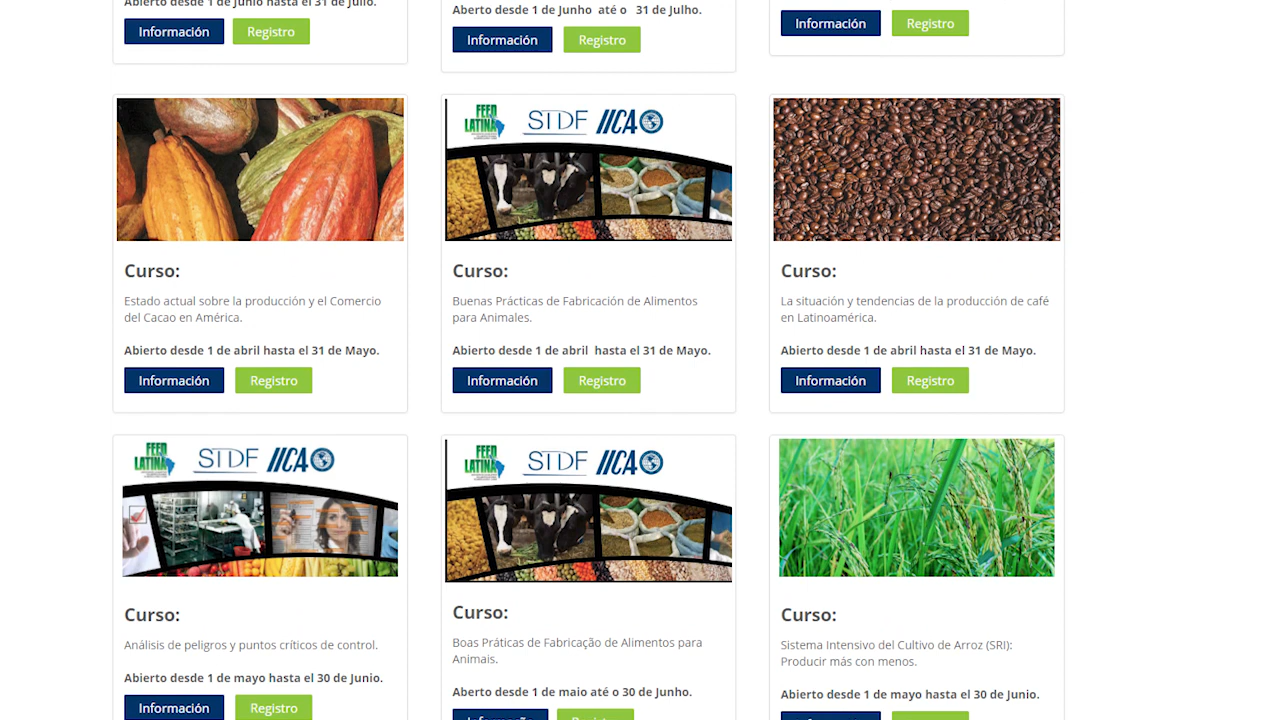 Abierto desde 1 de Junio hasta el 31 de Julio.
Información Registro
Aberto desde 1 de Junho até o 31 de Julho.
Información Registro
Información Registro
Curso:
Estado actual sobre la producción y el Comercio
del Cacao en América.
Abierto desde 1 de abril hasta el 31 de Mayo.
Información Registro
FEED
LATINA
STDF IICA
Curso:
Buenas Prácticas de Fabricación de Alimentos
para Animales.
Abierto desde 1 de abril hasta el 31 de Mayo.
Información Registro
Curso:
La situación y tendencias de la producción de café
en Latinoamérica.
Abierto desde 1 de abril hasta el 31 de Mayo.
Información Registro
FEED
LATINA
STDF IICA
Curso:
Análisis de peligros y puntos críticos de control.
Abierto desde 1 de mayo hasta el 30 de Junio.
Información Registro
FEED
LATINA
STDF IICA
Curso:
Boas Práticas de Fabricação de Alimentos para
Animais.
Aberto desde 1 de maio até o 30 de Junho.
Curso:
Sistema Intensivo del Cultivo de Arroz (SRI):
Producir más con menos.
Abierto desde 1 de mayo hasta el 30 de Junio.